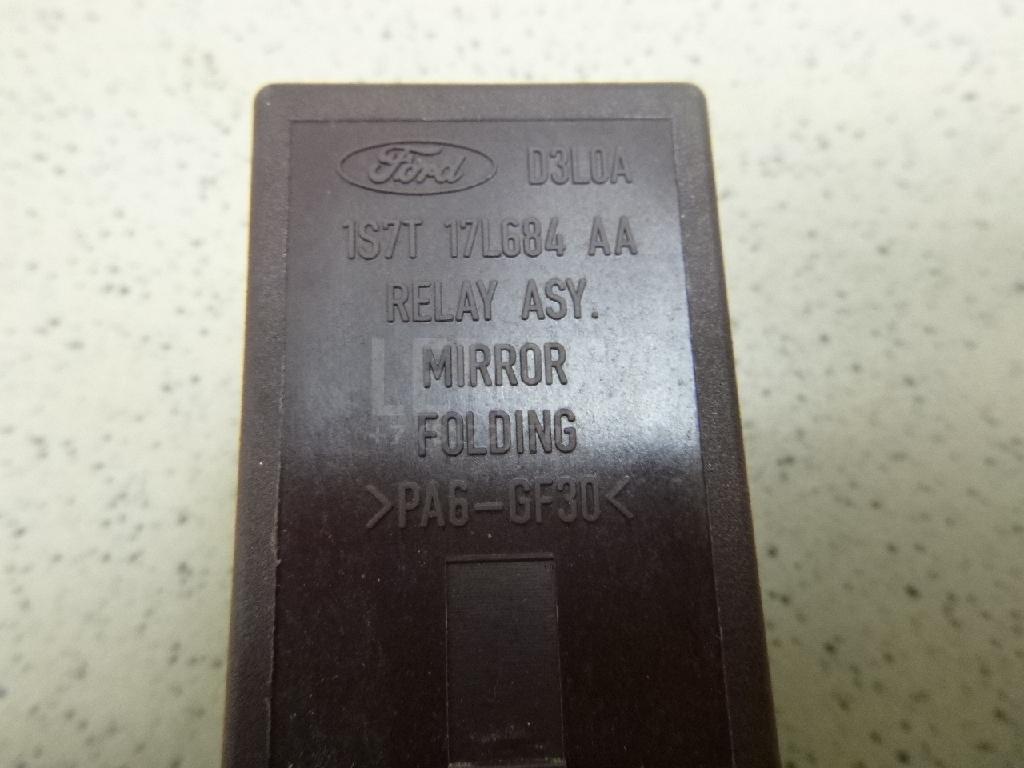 Ford D3L0A
1S7T 17L684 AA
RELAY ASY.
MIRROR
FOLDING
>PA6-GF30<